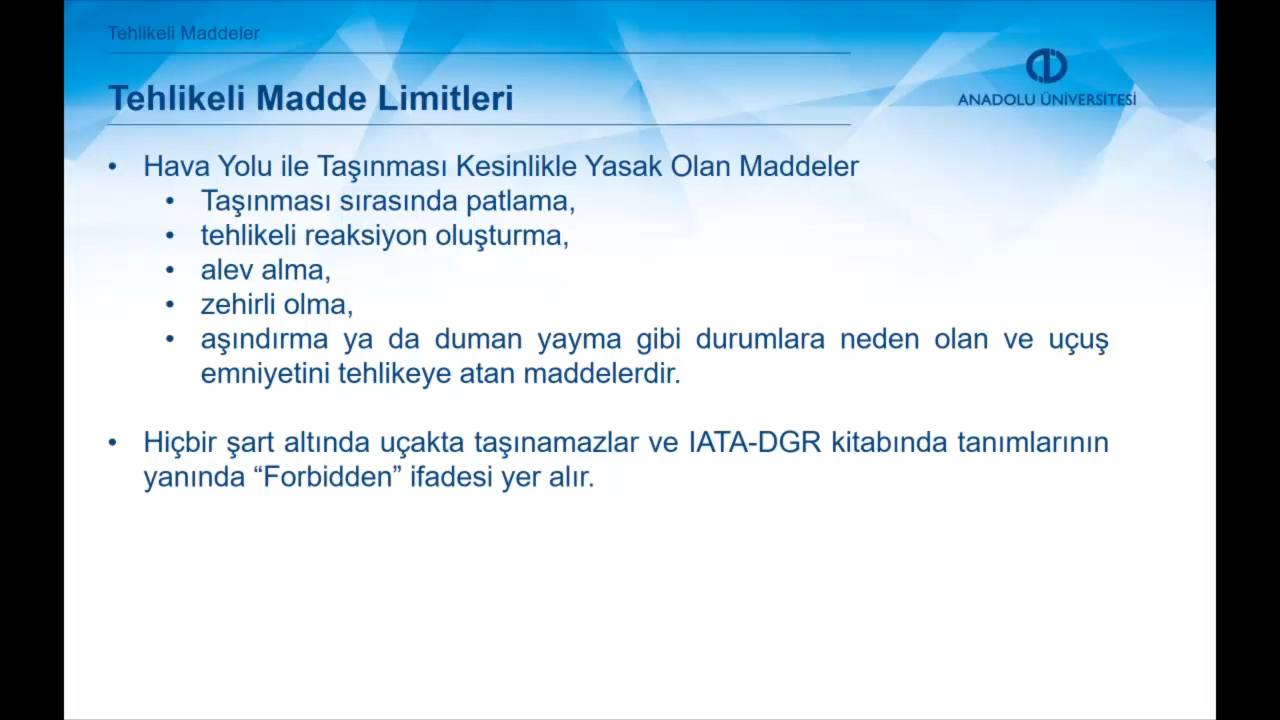 Tehlikeli Maddeler
Tehlikeli Madde Limitleri
ANADOLU ÜNİVERSİTESİ
• Hava Yolu ile Taşınması Kesinlikle Yasak Olan Maddeler
• Taşınması sırasında patlama,
• tehlikeli reaksiyon oluşturma,
• alev alma,
• zehirli olma,
• aşındırma ya da duman yayma gibi durumlara neden olan ve uçuş
emniyetini tehlikeye atan maddelerdir.
• Hiçbir şart altında uçakta taşınamazlar ve IATA-DGR kitabında tanımlarının
yanında “Forbidden” ifadesi yer alır.